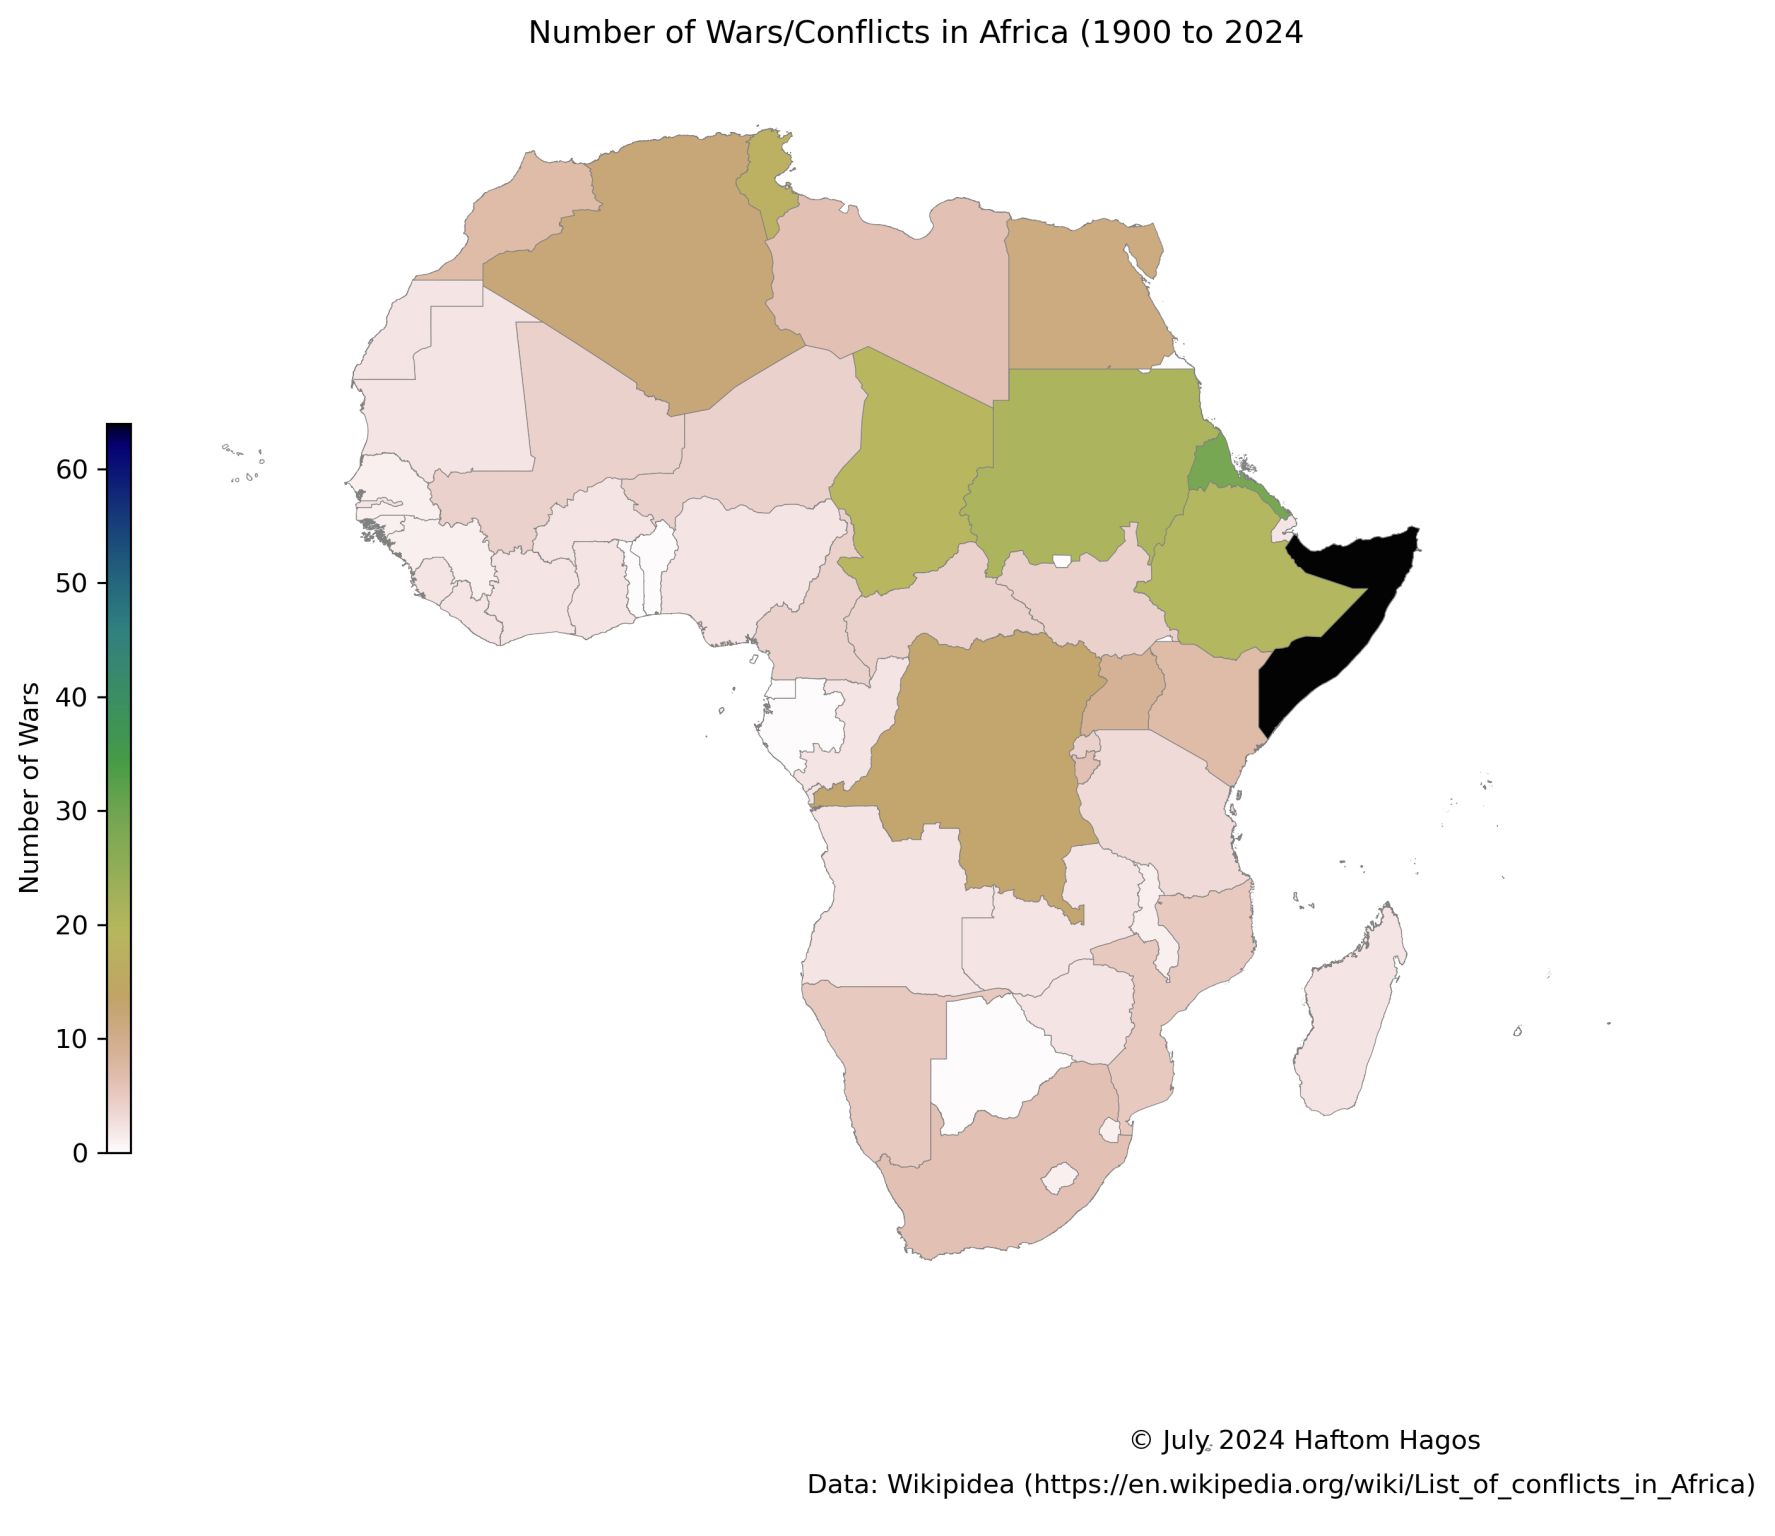 Number of Wars/Conflicts in Africa (1900 to 2024
60
50
40
30
20
10
0
Number of Wars
© July 2024 Haftom Hagos
Data: Wikipidea (https://en.wikipedia.org/wiki/List_of_conflicts_in_Africa)